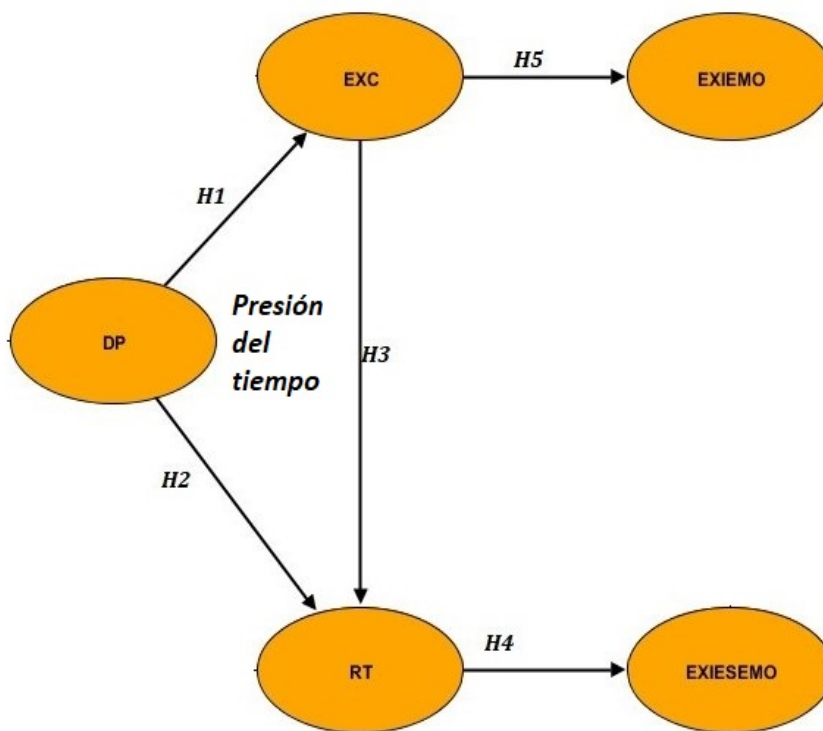 EXC
H5
EXIEMO
H1
DP
Presión
del
tiempo
H3
H2
RT
H4
EXIESEMO